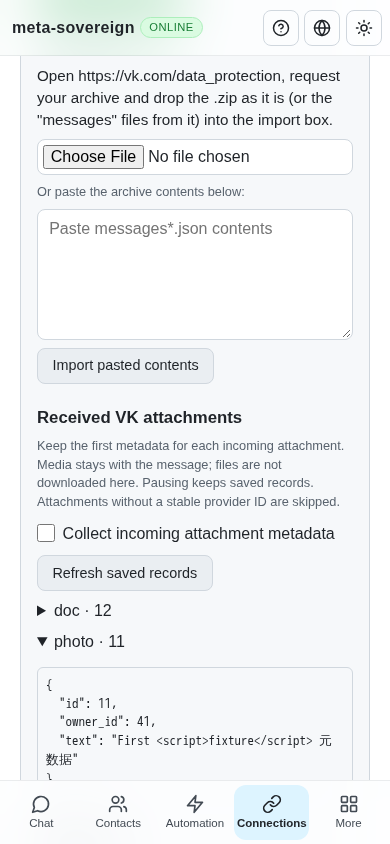 meta-sovereign ONLINE
Open https://vk.com/data_protection, request
your archive and drop the .zip as it is (or the
"messages" files from it) into the import box.
Choose File No file chosen
Or paste the archive contents below:
Paste messages*.json contents
Import pasted contents
Received VK attachments
Keep the first metadata for each incoming attachment.
Media stays with the message; files are not
downloaded here. Pausing keeps saved records.
Attachments without a stable provider ID are skipped.
Collect incoming attachment metadata
Refresh saved records
doc · 12
photo · 11
{
"id": 11,
"owner_id": 41,
"text": "First <script>fixture</script> 元
数据"
}
Chat Contacts Automation Connections More